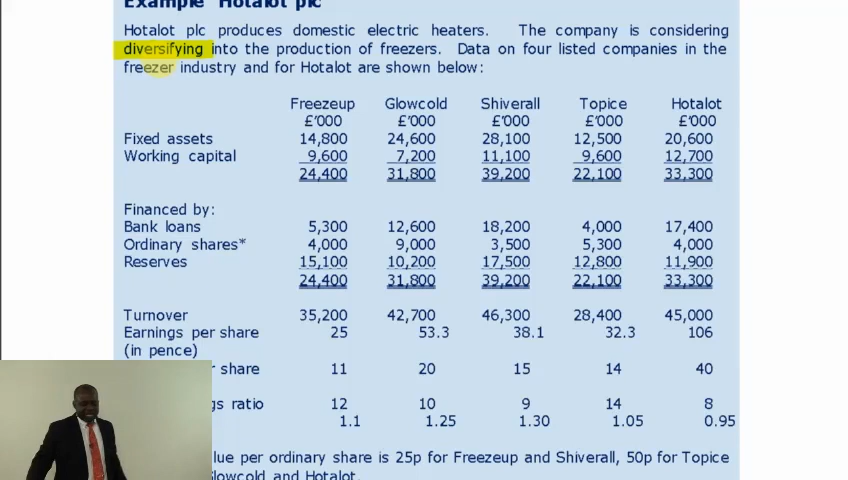 Example Hotalot plc
Hotalot plc produces domestic electric heaters. The company is considering
diversifying into the production of freezers. Data on four listed companies in the
freezer industry and for Hotalot are shown below:
Freezeup Glowcold Shiverall Topice Hotalot
£'000 £'000 £'000 £'000 £'000
Fixed assets 14,800 24,600 28,100 12,500 20,600
Working capital 9,600 7,200 11,100 9,600 12,700
24,400 31,800 39,200 22,100 33,300
Financed by:
Bank loans 5,300 12,600 18,200 4,000 17,400
Ordinary shares* 4,000 9,000 3,500 5,300 4,000
Reserves 15,100 10,200 17,500 12,800 11,900
24,400 31,800 39,200 22,100 33,300
Turnover 35,200 42,700 46,300 28,400 45,000
Earnings per share 25 53.3 38.1 32.3 106
(in pence)
share 11 20 15 14 40
ratio 12 10 9 14 8
1.1 1.25 1.30 1.05 0.95
per ordinary share is 25p for Freezeup and Shiverall, 50p for Topice
Glowcold and Hotalot.